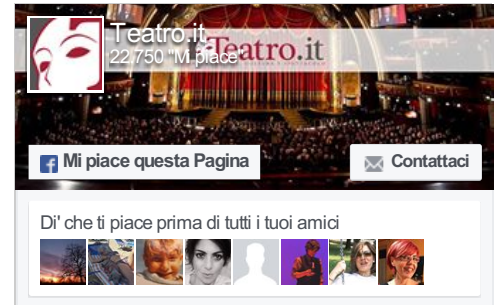 Teatro.it
22.750 "Mi piace"
Teatro.it
Mi piace questa Pagina
Contattaci
Di' che ti piace prima di tutti i tuoi amici